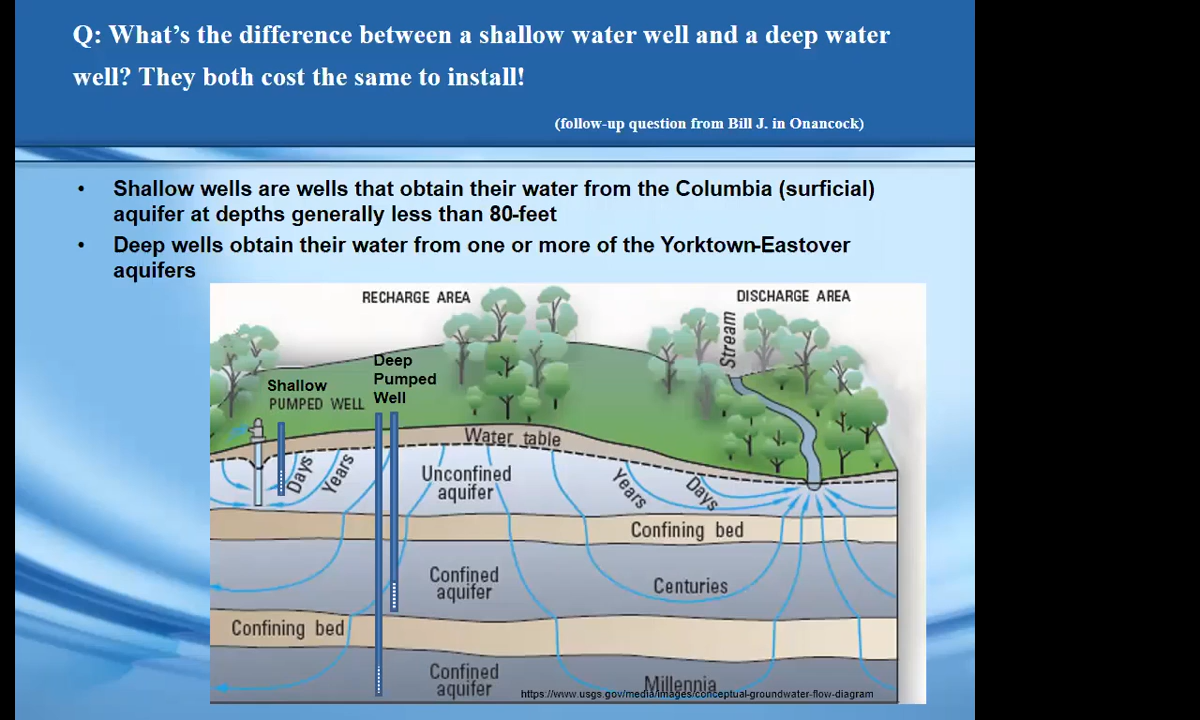 Q: What's the difference between a shallow water well and a deep water
well? They both cost the same to install!
(follow-up question from Bill J. in Onancock)
• Shallow wells are wells that obtain their water from the Columbia (surficial)
aquifer at depths generally less than 80-feet
• Deep wells obtain their water from one or more of the Yorktown-Eastover
aquifers
RECHARGE AREA
DISCHARGE AREA
Stream
Deep
Pumped
Well
Shallow
PUMPED WELL
Water table
Days
Years
Unconfined
aquifer
Years
Days
Confining bed
Confined
aquifer
Centuries
Confining bed
Confined
aquifer
Millennia
https://www.usgs.gov/media/images/conceptual-groundwater-flow-diagram